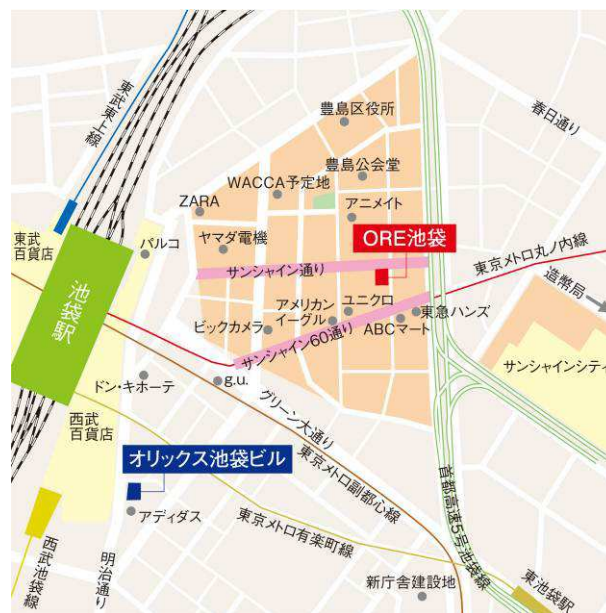 豊島区役所
春日通り
東武東上線
豊島公会堂
WACCA予定地
ZARA
アニメイト
東武
百貨店
パルコ
ヤマダ電機
ORE池袋
東京メトロ丸ノ内線
サンシャイン通り
造幣局
池袋駅
アメリカン
イーグル
ユニクロ
東急ハンズ
ビックカメラ
ABCマート
サンシャイン60通り
サンシャインシティ
ドン・キホーテ
g.u.
グリーン大通り
西武
百貨店
オリックス池袋ビル
東京メトロ副都心線
首都高速5号池袋線
アディダス
東京メトロ有楽町線
西武池袋線
明治通り
新庁舎建設地
東池袋駅